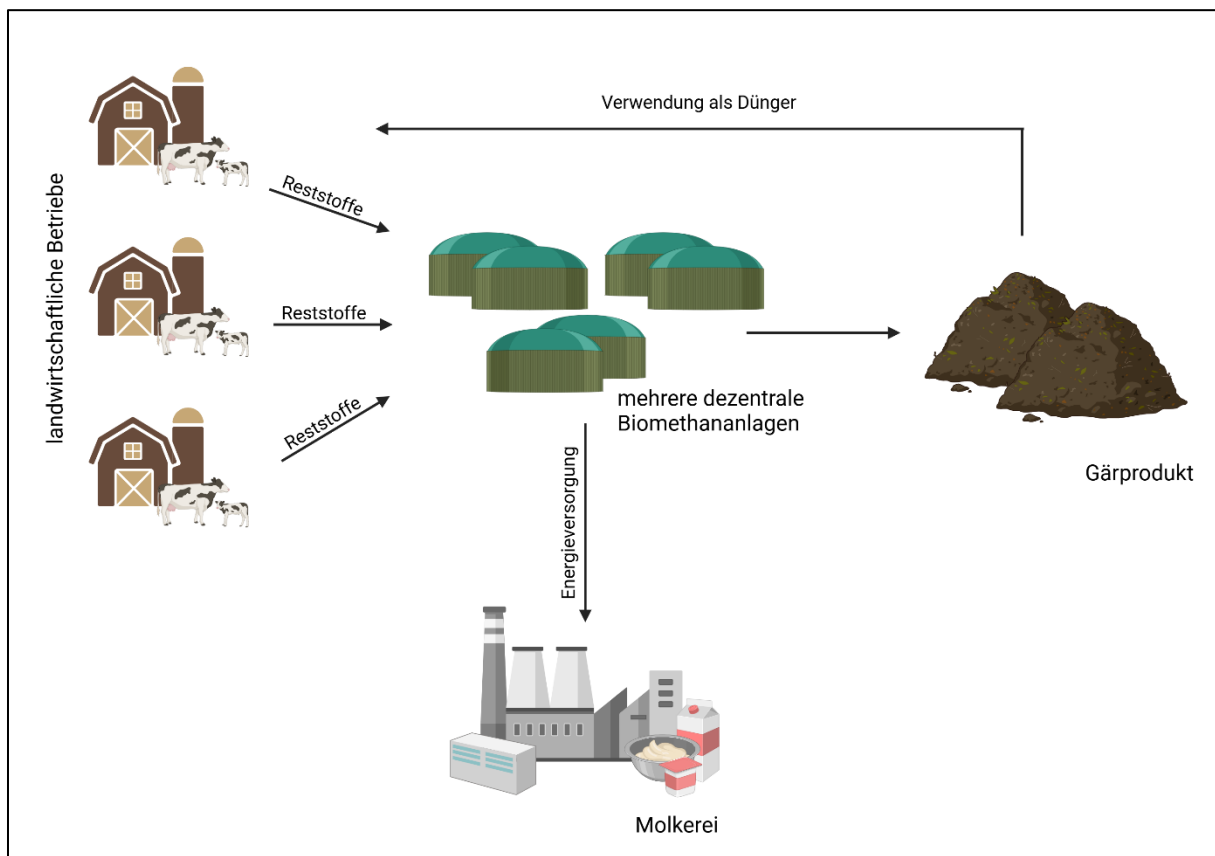 Verwendung als Dünger
landwirtschaftliche Betriebe
Reststoffe
Reststoffe
Reststoffe
mehrere dezentrale
Biomethananlagen
Gärprodukt
Energieversorgung
Molkerei